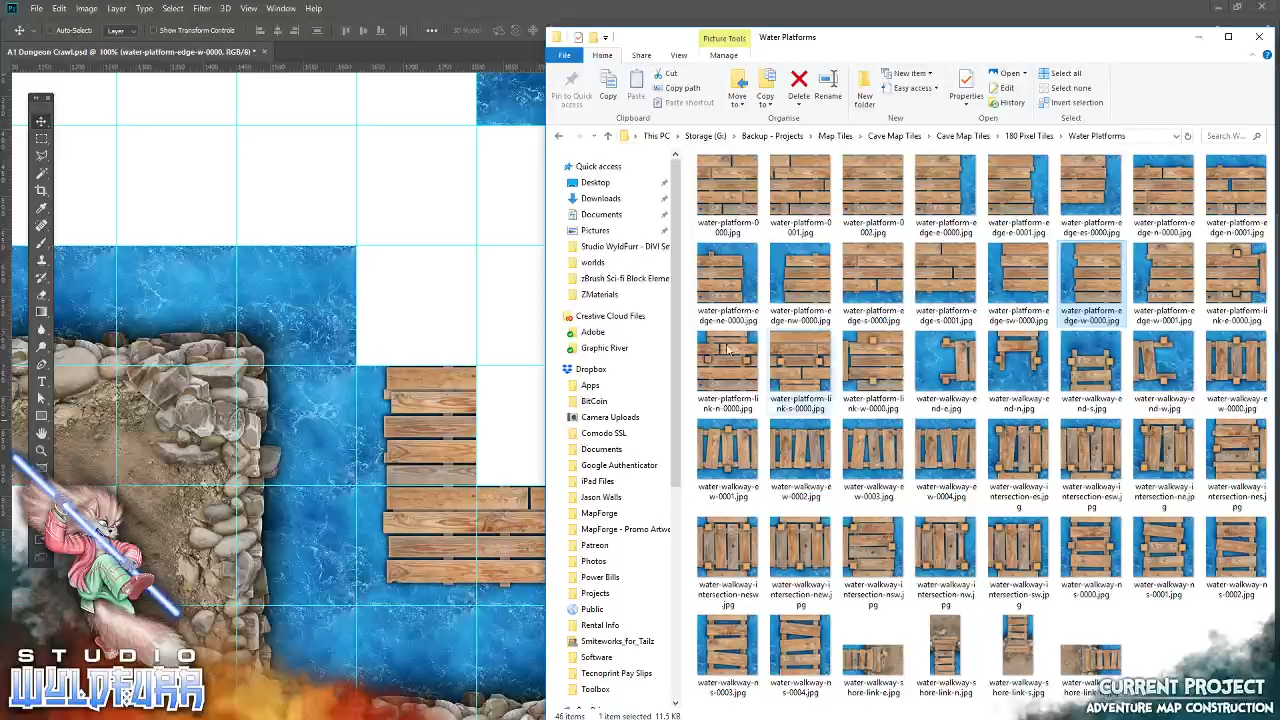 File Edit Image Layer Type Select Filter 3D View Window Help
Auto-Select: Layer Show Transform Controls 3D Mode:
A1 Dungeon Crawl.psd @ 100% (water-platform-edge-w-0000, RGB/8) *
Picture Tools Water Platforms
File Home Share View Manage
Pin to Quick access
Copy
Paste
Cut
Copy path
Paste shortcut
Clipboard
Move to
Copy to
Delete
Rename
Organise
New folder
New item
Easy access
New
Properties
Open
Edit
History
Open
Select all
Select none
Invert selection
Select
This PC Storage (G:) Backup - Projects Map Tiles Cave Map Tiles Cave Map Tiles 180 Pixel Tiles Water Platforms
Search W...
Quick access
Desktop
Downloads
Documents
Pictures
Studio WyldFurr - DIVI Se
worlds
zBrush Sci-fi Block Eleme
ZMaterials
Creative Cloud Files
Adobe
Graphic River
Dropbox
Apps
BitCoin
Camera Uploads
Comodo SSL
Documents
Google Authenticator
iPad Files
Jason Walls
MapForge
MapForge - Promo Artwo
Patreon
Photos
Power Bills
Projects
Public
Rental Info
Smiteworks_for_Tailz
Software
Tecnoprint Pay Slips
Toolbox
water-platform-0000.jpg
water-platform-0001.jpg
water-platform-0002.jpg
water-platform-edge-e-0000.jpg
water-platform-edge-e-0001.jpg
water-platform-edge-es-0000.jpg
water-platform-edge-n-0000.jpg
water-platform-edge-n-0001.jpg
water-platform-edge-ne-0000.jpg
water-platform-edge-nw-0000.jpg
water-platform-edge-s-0000.jpg
water-platform-edge-s-0001.jpg
water-platform-edge-sw-0000.jpg
water-platform-edge-w-0000.jpg
water-platform-edge-w-0001.jpg
water-platform-link-e-0000.jpg
water-platform-link-n-0000.jpg
water-platform-link-s-0000.jpg
water-platform-link-w-0000.jpg
water-walkway-end-e.jpg
water-walkway-end-n.jpg
water-walkway-end-s.jpg
water-walkway-end-w.jpg
water-walkway-ew-0000.jpg
water-walkway-ew-0001.jpg
water-walkway-ew-0002.jpg
water-walkway-ew-0003.jpg
water-walkway-ew-0004.jpg
water-walkway-intersection-es.jpg
water-walkway-intersection-esw.jpg
water-walkway-intersection-ne.jpg
water-walkway-intersection-nes.jpg
water-walkway-intersection-nesw.jpg
water-walkway-intersection-new.jpg
water-walkway-intersection-nsw.jpg
water-walkway-intersection-nw.jpg
water-walkway-intersection-sw.jpg
water-walkway-ns-0000.jpg
water-walkway-ns-0001.jpg
water-walkway-ns-0002.jpg
water-walkway-ns-0003.jpg
water-walkway-ns-0004.jpg
water-walkway-shore-link-e.jpg
water-walkway-shore-link-n.jpg
water-walkway-shore-link-s.jpg
46 items 1 item selected 11.5 KB
STUDIO
WYLDFURR
CURRENT PROJECT
ADVENTURE MAP CONSTRUCTION